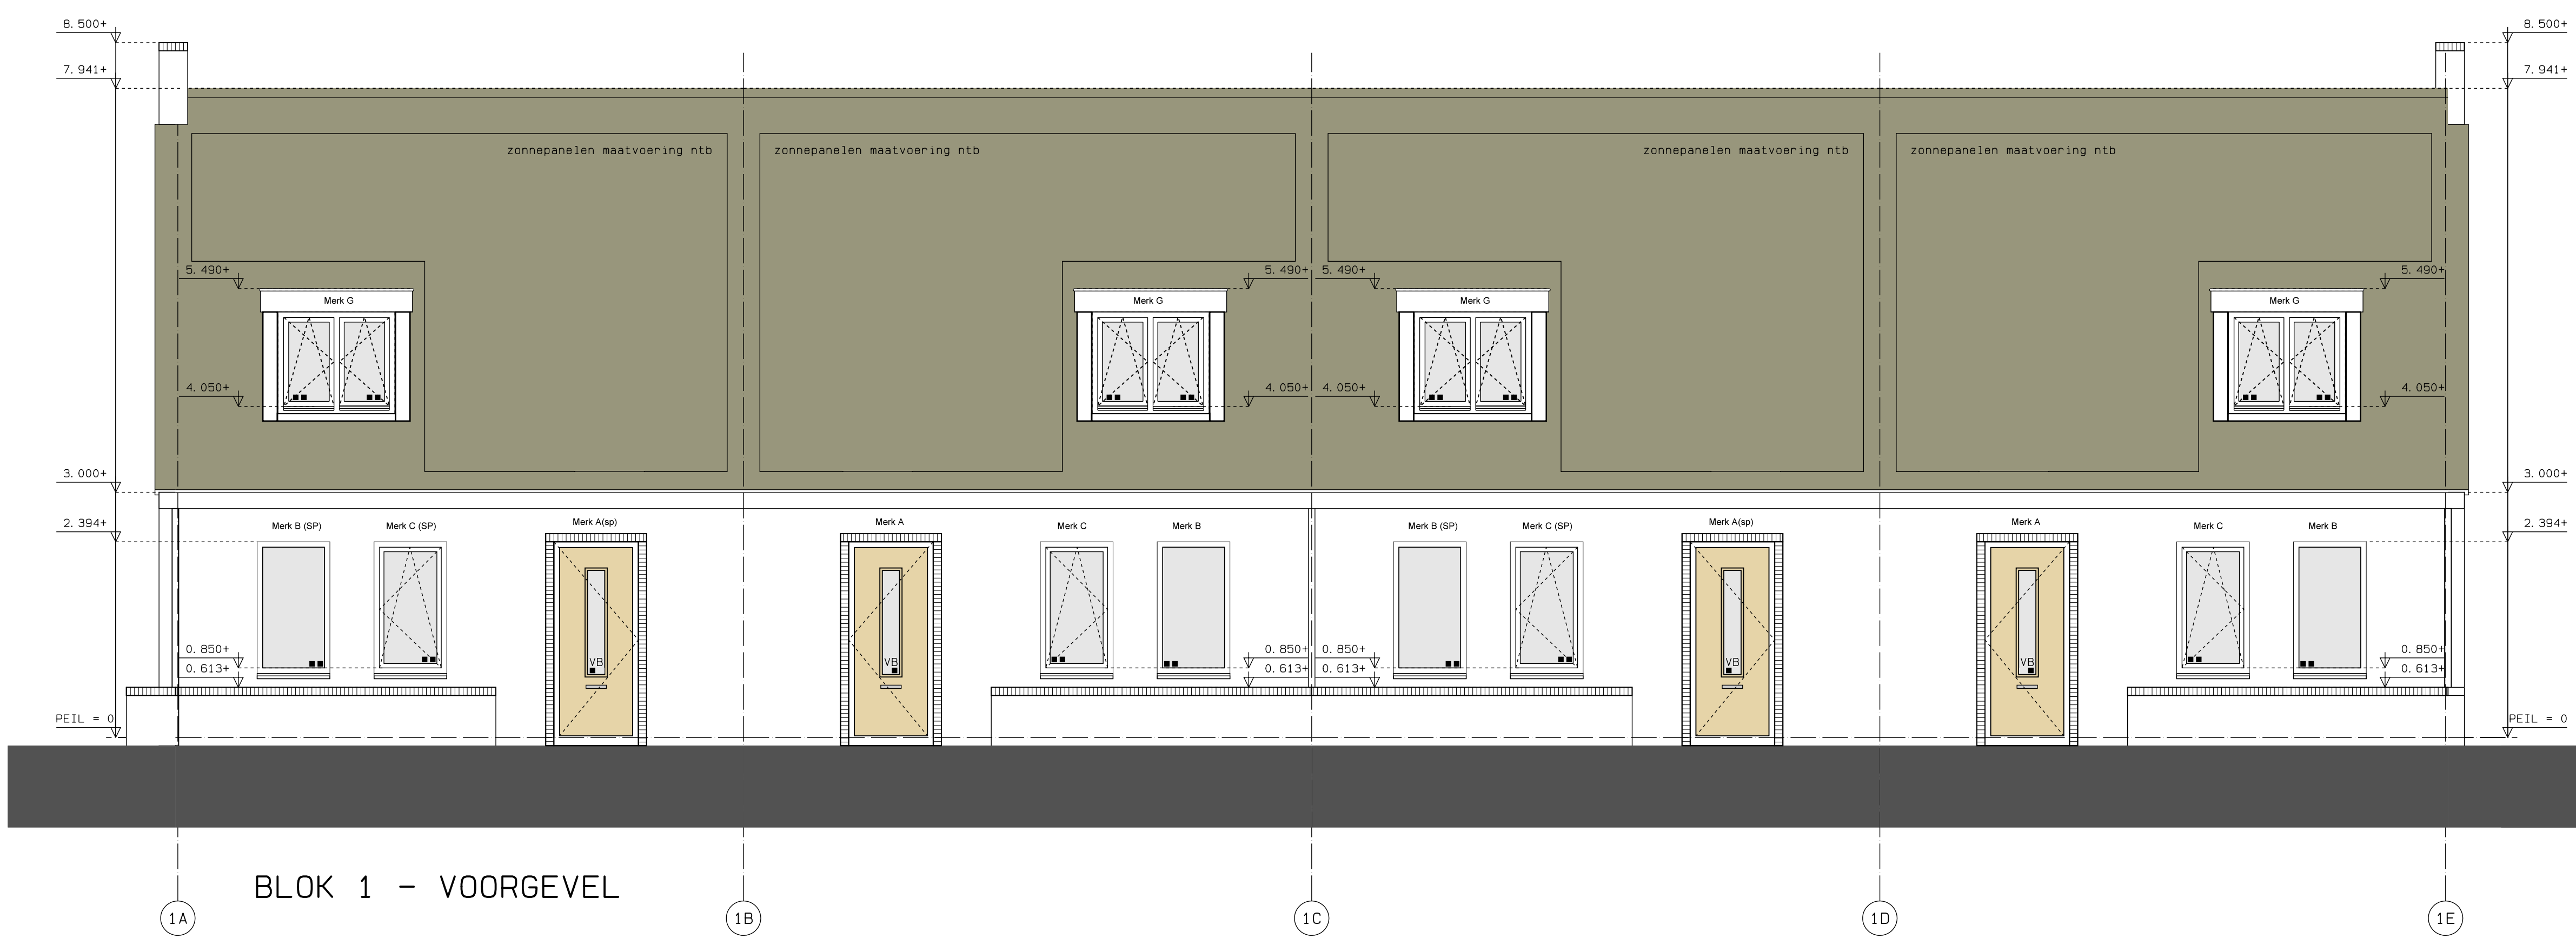 8.500+ 8.500+
7.941+ 7.941+
zonnepanelen maatvoering ntb zonnepanelen maatvoering ntb zonnepanelen maatvoering ntb zonnepanelen maatvoering ntb
5.490+ 5.490+ 5.490+ 5.490+
Merk G Merk G Merk G Merk G
4.050+ 4.050+ 4.050+ 4.050+
3.000+ 3.000+
2.394+ Merk B (SP) Merk C (SP) Merk A(sp) Merk A Merk C Merk B Merk B (SP) Merk C (SP) Merk A(sp) Merk A Merk C Merk B 2.394+
0.850+ 0.850+ 0.850+ 0.850+
VB VB VB VB
0.613+ 0.613+ 0.613+ 0.613+
PEIL = 0 PEIL = 0
BLOK 1 - VOORGEVEL
1A 1B 1C 1D 1E